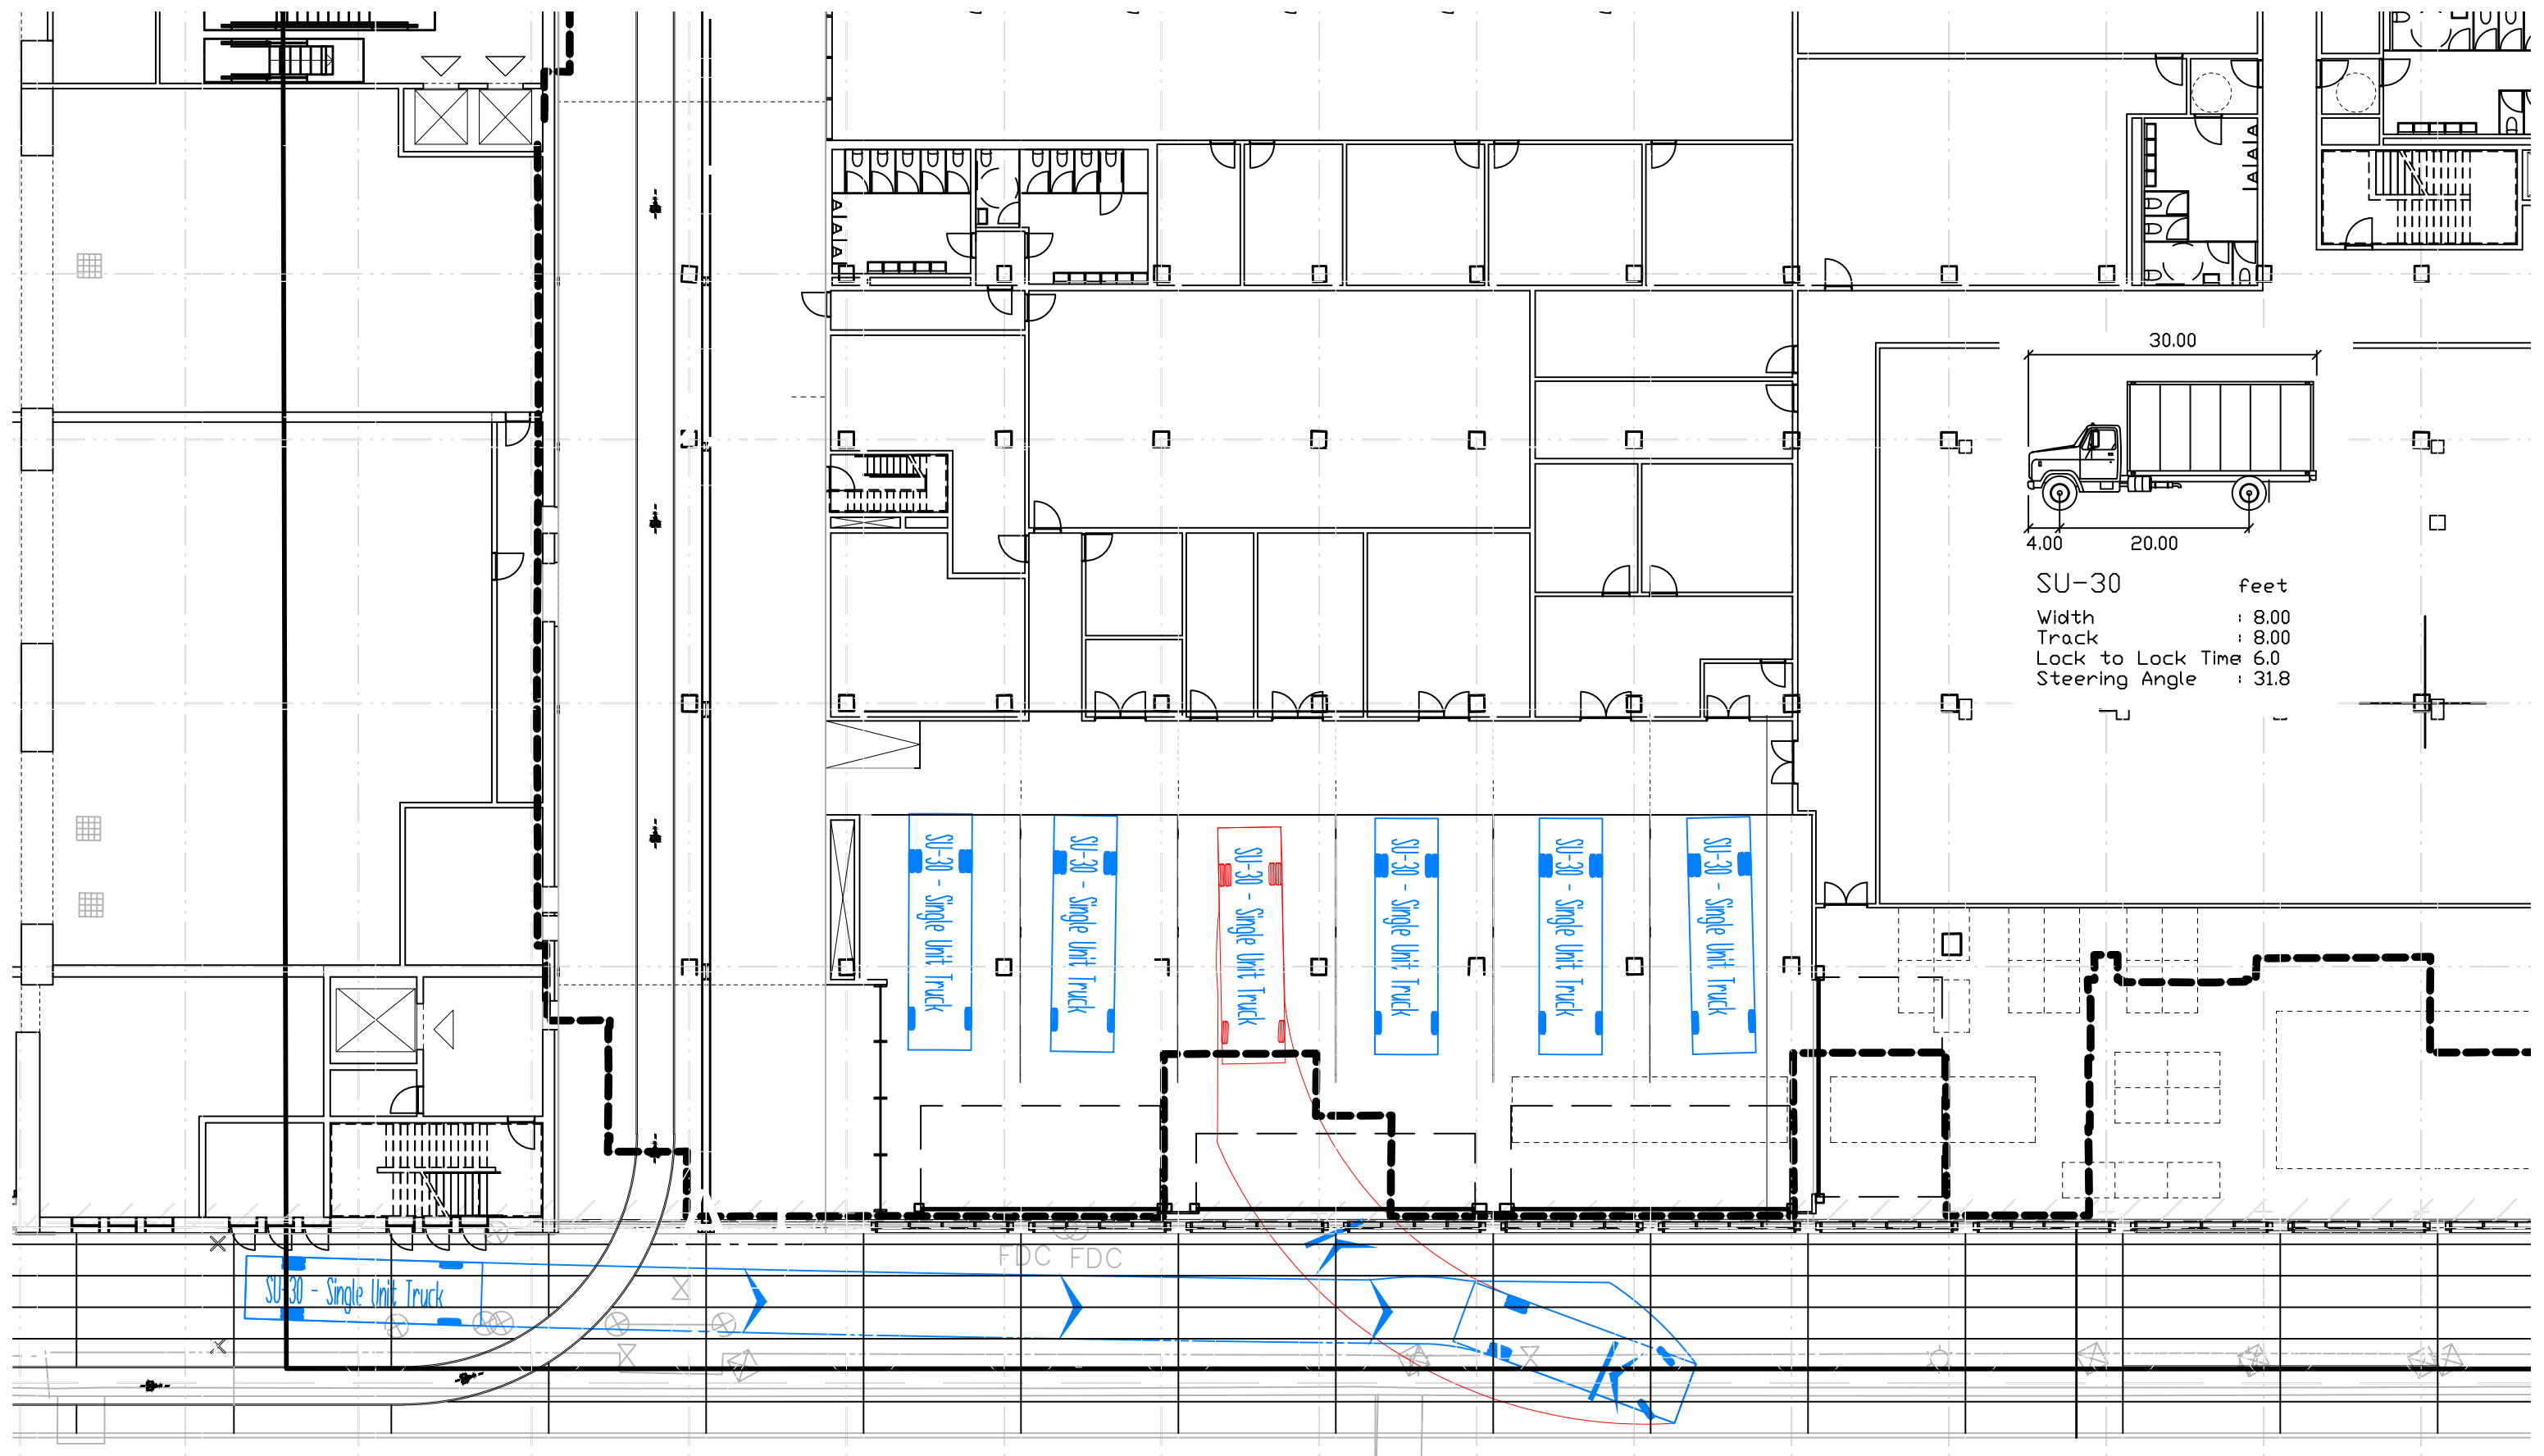 30.00
4.00 20.00
SU-30 feet
Width : 8.00
Track : 8.00
Lock to Lock Time : 6.0
Steering Angle : 31.8
SU-30 - Single Unit Truck
SU-30 - Single Unit Truck
SU-30 - Single Unit Truck
SU-30 - Single Unit Truck
SU-30 - Single Unit Truck
SU-30 - Single Unit Truck
FDC FDC
SU-30 - Single Unit Truck